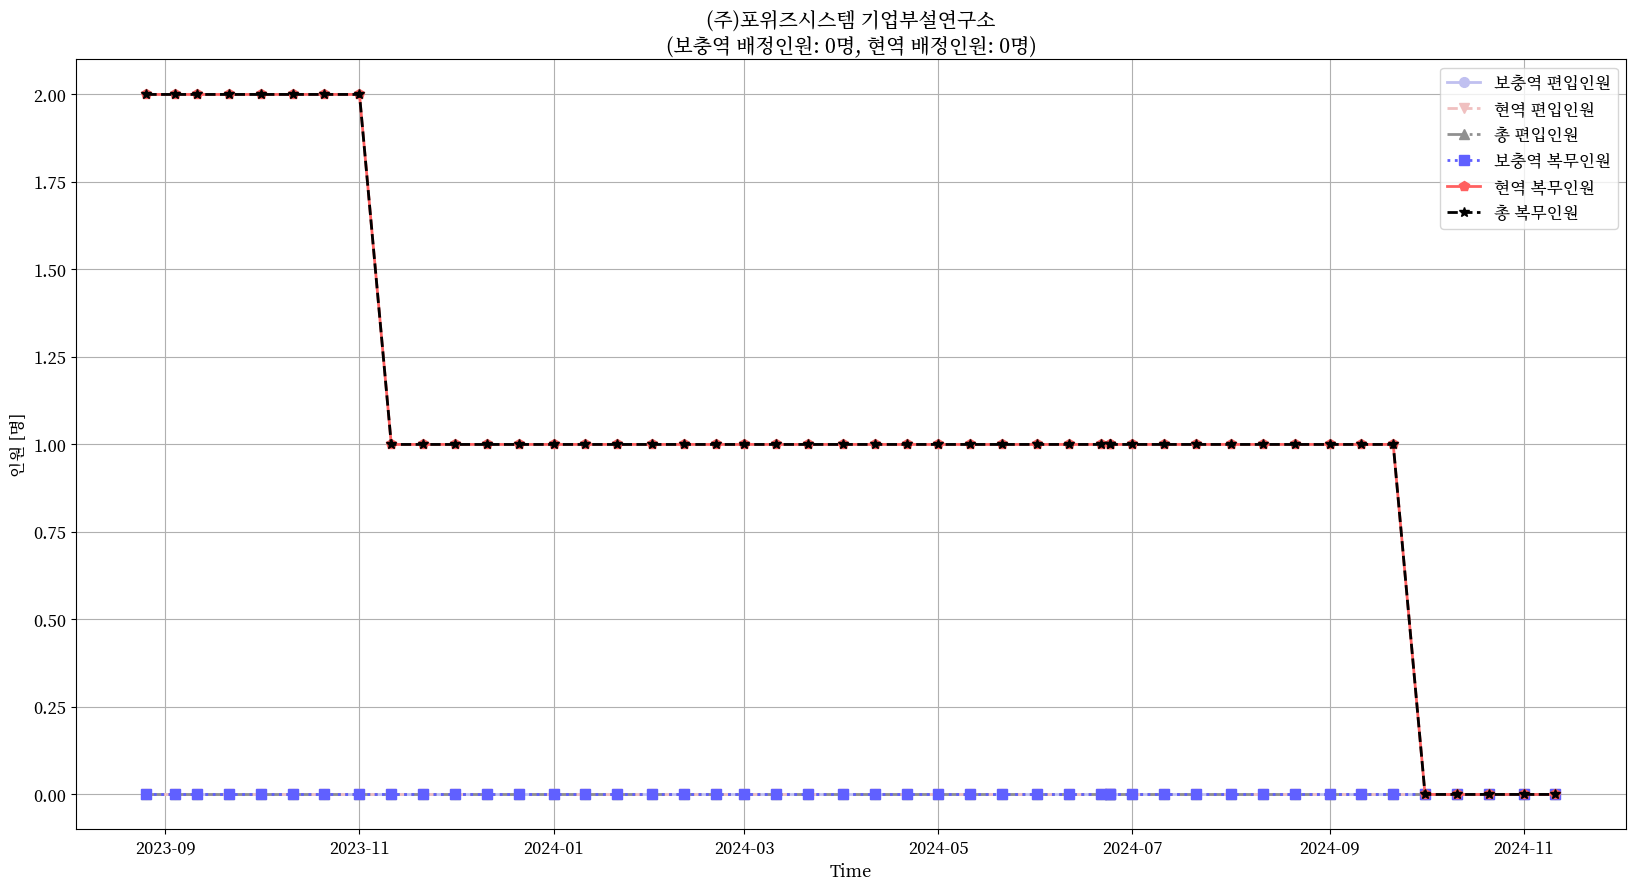 (주)포위즈시스템 기업부설연구소
(보충역 배정인원: 0명, 현역 배정인원: 0명)
보충역 편입인원
현역 편입인원
총 편입인원
보충역 복무인원
현역 복무인원
총 복무인원
인원 [명]
2.00
1.75
1.50
1.25
1.00
0.75
0.50
0.25
0.00
2023-09 2023-11 2024-01 2024-03 2024-05 2024-07 2024-09 2024-11
Time